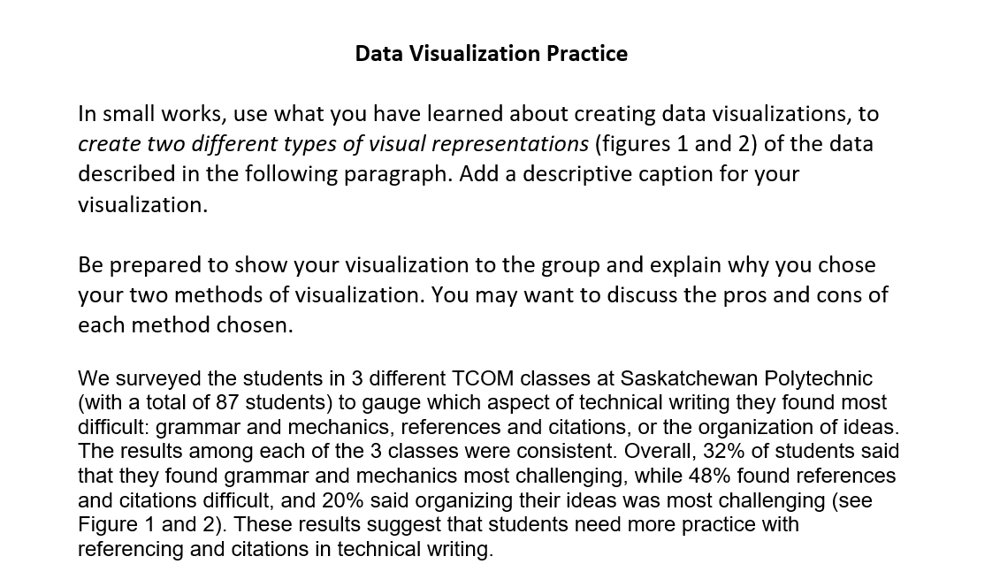 Data Visualization Practice
In small works, use what you have learned about creating data visualizations, to
create two different types of visual representations (figures 1 and 2) of the data
described in the following paragraph. Add a descriptive caption for your
visualization.
Be prepared to show your visualization to the group and explain why you chose
your two methods of visualization. You may want to discuss the pros and cons of
each method chosen.
We surveyed the students in 3 different TCOM classes at Saskatchewan Polytechnic
(with a total of 87 students) to gauge which aspect of technical writing they found most
difficult: grammar and mechanics, references and citations, or the organization of ideas.
The results among each of the 3 classes were consistent. Overall, 32% of students said
that they found grammar and mechanics most challenging, while 48% found references
and citations difficult, and 20% said organizing their ideas was most challenging (see
Figure 1 and 2). These results suggest that students need more practice with
referencing and citations in technical writing.